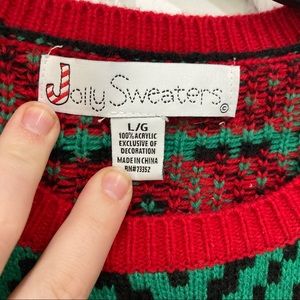 Jolly Sweaters ©
L/G
100% ACRYLIC
EXCLUSIVE OF
DECORATION
MADE IN CHINA
RN#73352